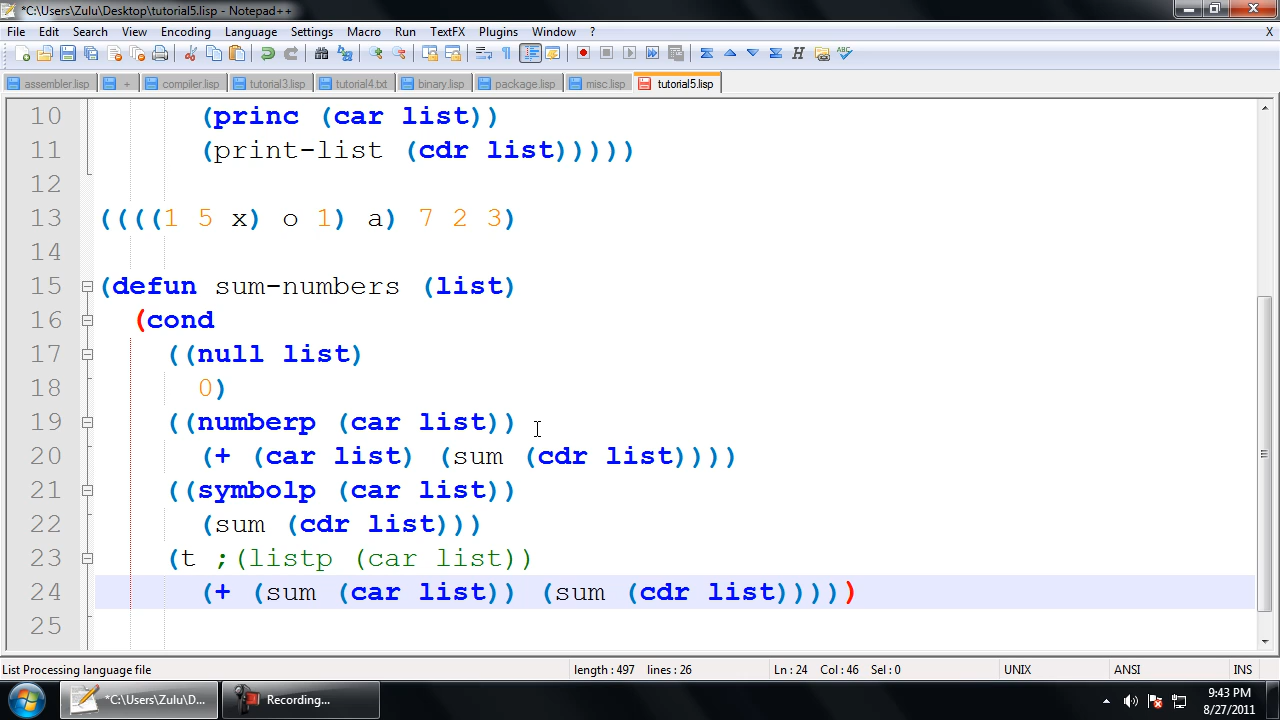 *C:\Users\Zulu\Desktop\tutorial5.lisp - Notepad++
File Edit Search View Encoding Language Settings Macro Run TextFX Plugins Window ? X
assembler.lisp + compiler.lisp tutorial3.lisp tutorial4.txt binary.lisp package.lisp misc.lisp tutorial5.lisp
10 (princ (car list))
11 (print-list (cdr list)))))
12
13 ((((1 5 x) o 1) a) 7 2 3)
14
15 (defun sum-numbers (list)
16 (cond
17 ((null list)
18 0)
19 ((numberp (car list))
20 (+ (car list) (sum (cdr list))))
21 ((symbolp (car list))
22 (sum (cdr list)))
23 (t ;(listp (car list))
24 (+ (sum (car list)) (sum (cdr list)))))
25
List Processing language file length : 497 lines : 26 Ln : 24 Col : 46 Sel : 0 UNIX ANSI INS
*C:\Users\Zulu\D... Recording... 9:43 PM
8/27/2011